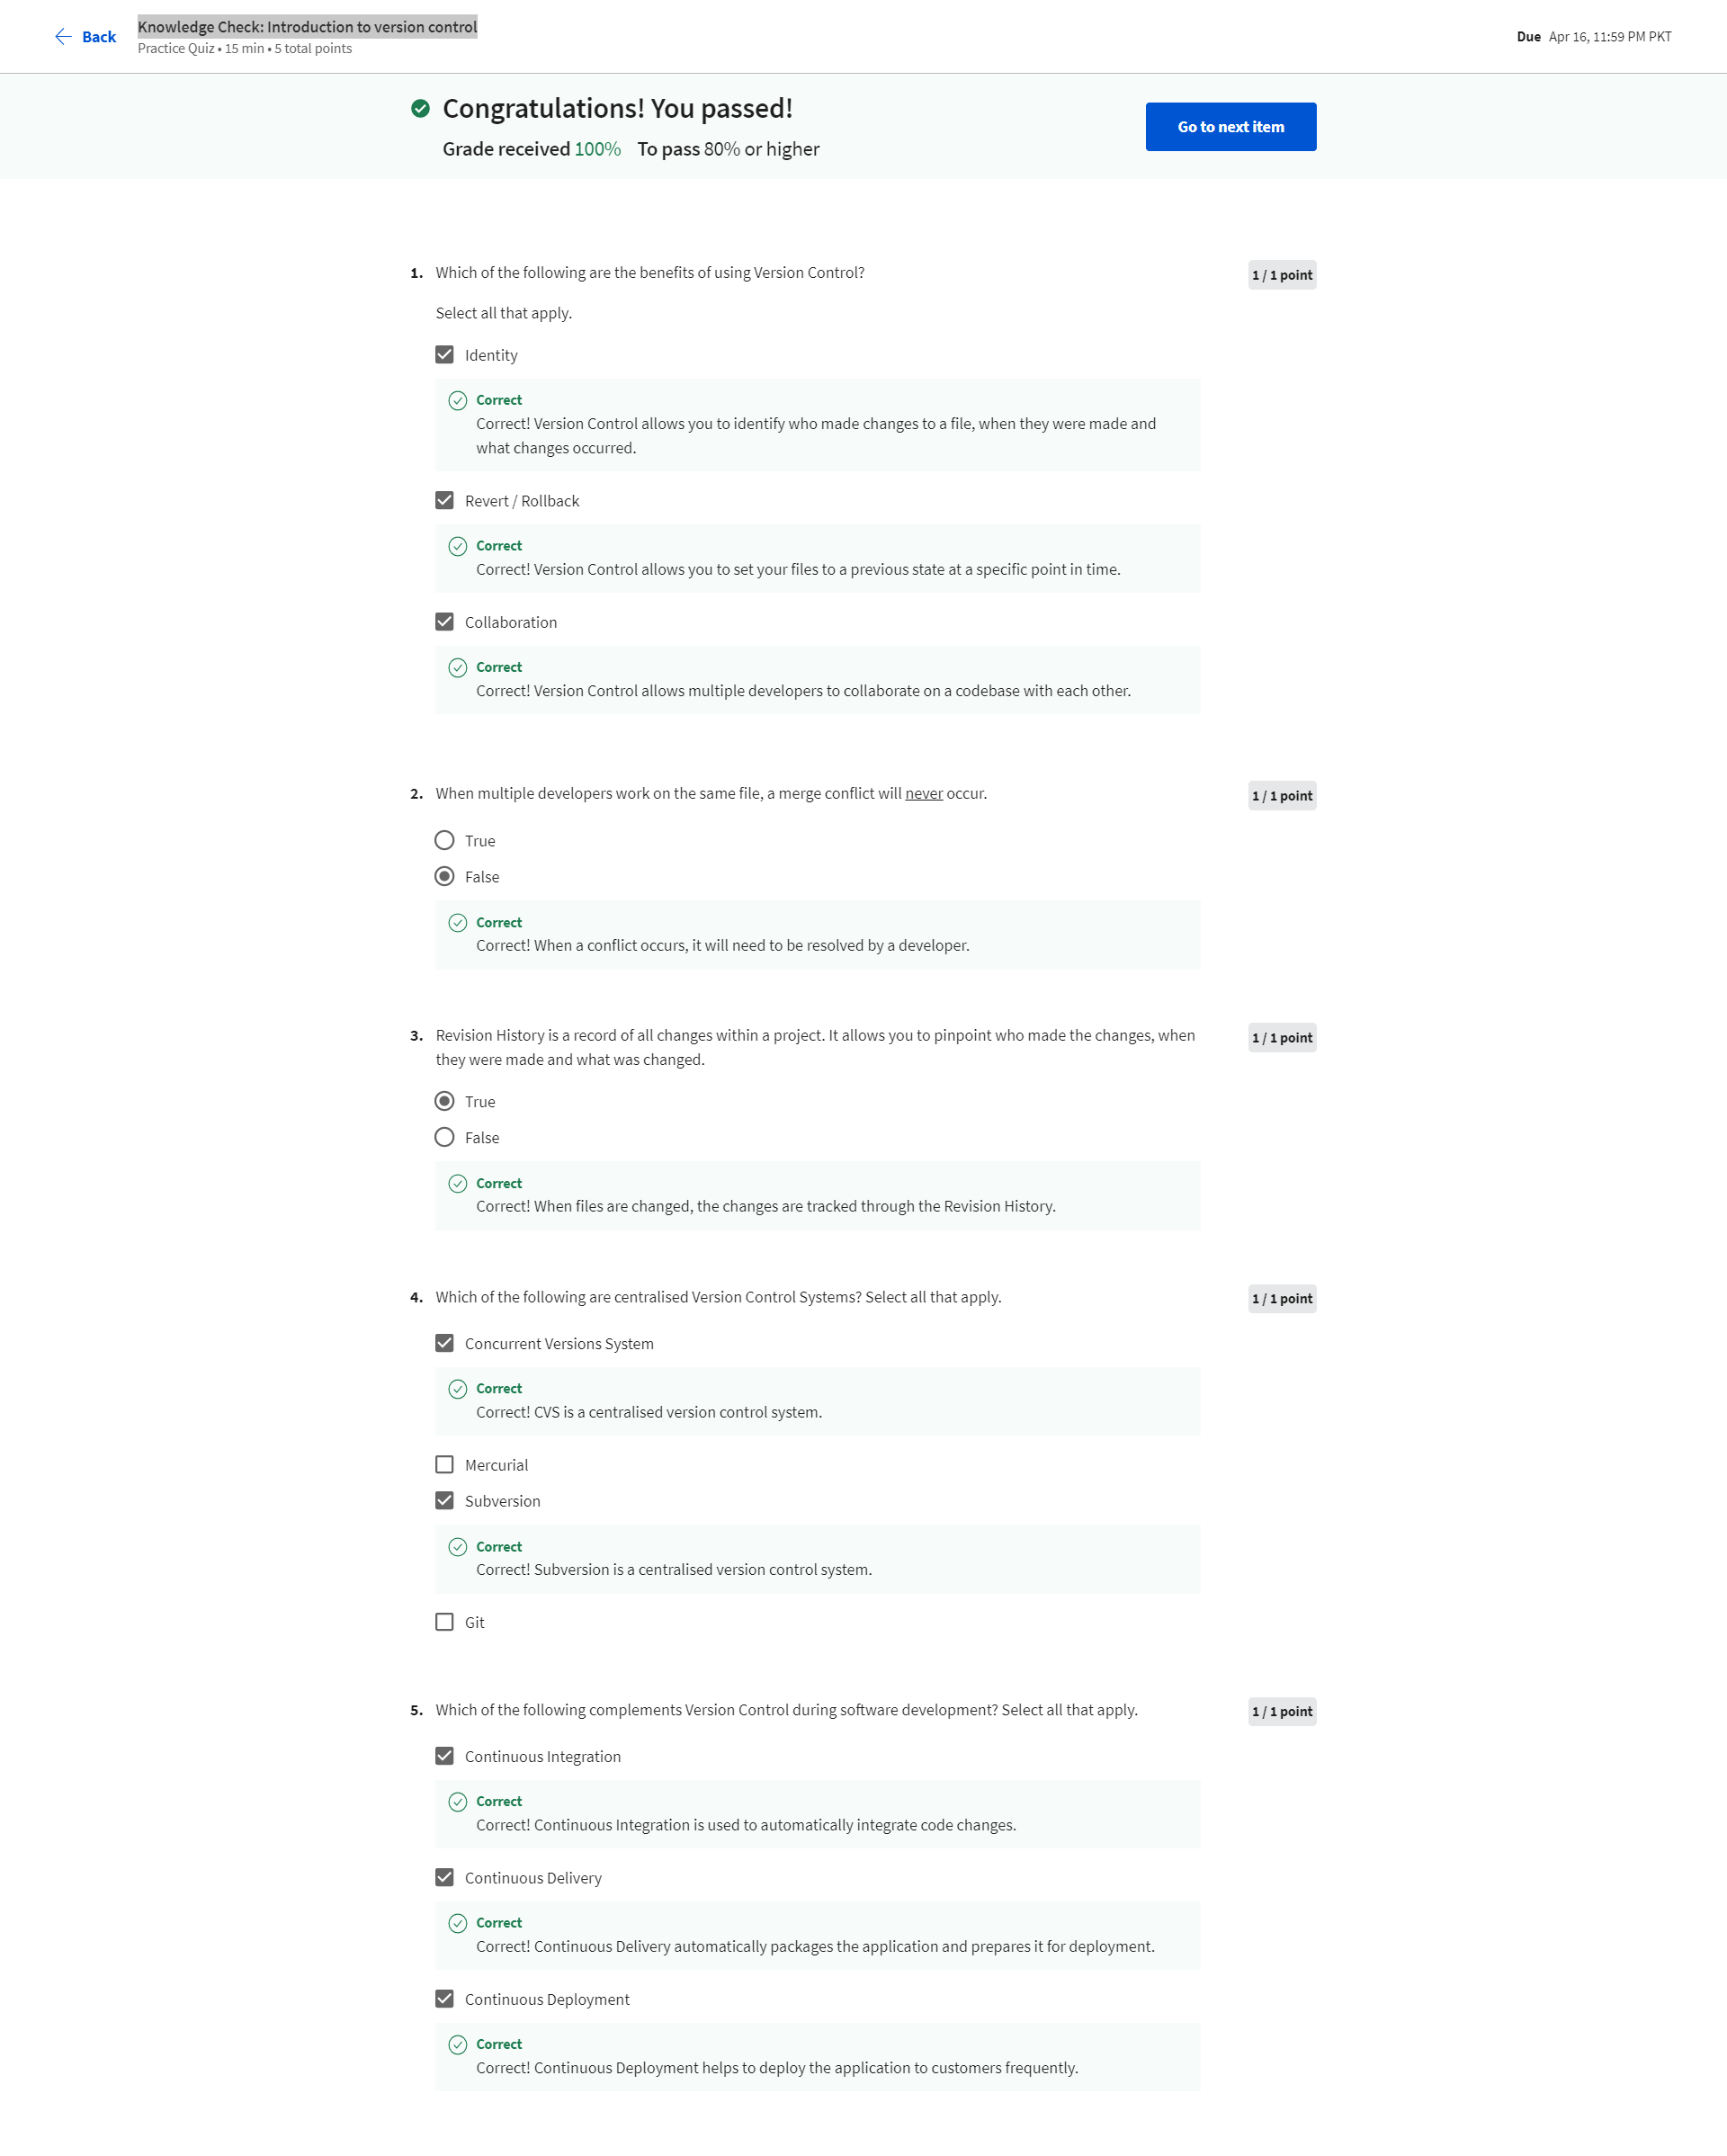 Back
Knowledge Check: Introduction to version control
Practice Quiz • 15 min • 5 total points
Due Apr 16, 11:59 PM PKT
Congratulations! You passed!
Grade received 100% To pass 80% or higher
Go to next item
1. Which of the following are the benefits of using Version Control?
1 / 1 point
Select all that apply.
Identity
Correct
Correct! Version Control allows you to identify who made changes to a file, when they were made and
what changes occurred.
Revert / Rollback
Correct
Correct! Version Control allows you to set your files to a previous state at a specific point in time.
Collaboration
Correct
Correct! Version Control allows multiple developers to collaborate on a codebase with each other.
2. When multiple developers work on the same file, a merge conflict will never occur.
1 / 1 point
True
False
Correct
Correct! When a conflict occurs, it will need to be resolved by a developer.
3. Revision History is a record of all changes within a project. It allows you to pinpoint who made the changes, when
they were made and what was changed.
1 / 1 point
True
False
Correct
Correct! When files are changed, the changes are tracked through the Revision History.
4. Which of the following are centralised Version Control Systems? Select all that apply.
1 / 1 point
Concurrent Versions System
Correct
Correct! CVS is a centralised version control system.
Mercurial
Subversion
Correct
Correct! Subversion is a centralised version control system.
Git
5. Which of the following complements Version Control during software development? Select all that apply.
1 / 1 point
Continuous Integration
Correct
Correct! Continuous Integration is used to automatically integrate code changes.
Continuous Delivery
Correct
Correct! Continuous Delivery automatically packages the application and prepares it for deployment.
Continuous Deployment
Correct
Correct! Continuous Deployment helps to deploy the application to customers frequently.